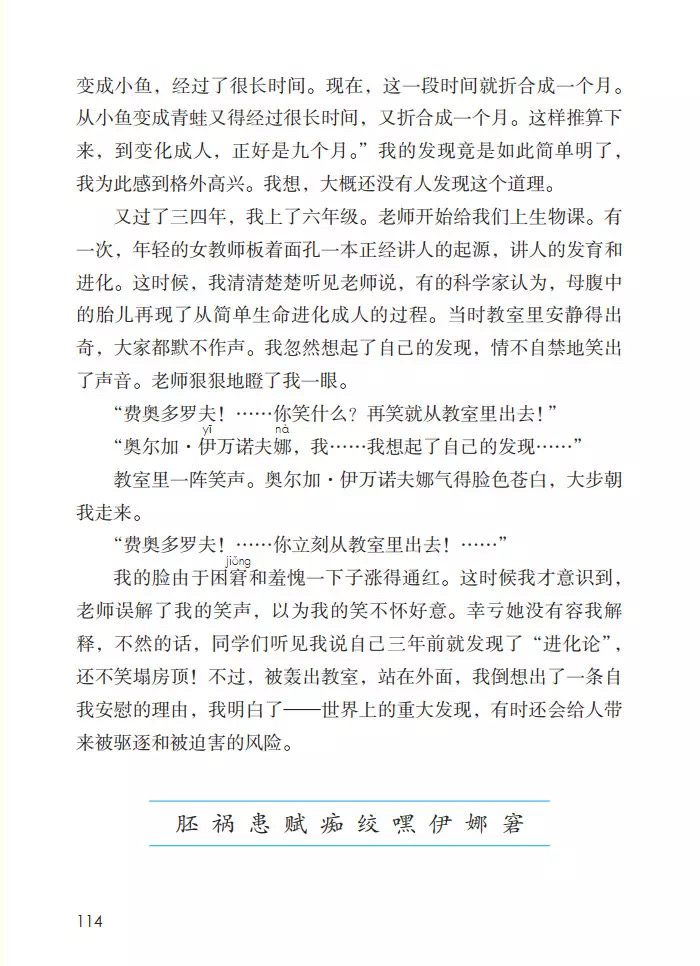 变成小鱼，经过了很长时间。现在，这一段时间就折合成一个月。
从小鱼变成青蛙又得经过很长时间，又折合成一个月。这样推算下
来，到变化成人，正好是九个月。”我的发现竟是如此简单明了，
我为此感到格外高兴。我想，大概还没有人发现这个道理。
又过了三四年，我上了六年级。老师开始给我们上生物课。有
一次，年轻的女教师板着面孔一本正经讲人的起源，讲人的发育和
进化。这时候，我清清楚楚听见老师说，有的科学家认为，母腹中
的胎儿再现了从简单生命进化成人的过程。当时教室里安静得出
奇，大家都默不作声。我忽然想起了自己的发现，情不自禁地笑出
了声音。老师狠狠地瞪了我一眼。
“费奥多罗夫！……你笑什么？再笑就从教室里出去！”
yī nà
“奥尔加·伊万诺夫娜，我……我想起了自己的发现……”
教室里一阵笑声。奥尔加·伊万诺夫娜气得脸色苍白，大步朝
我走来。
“费奥多罗夫！……你立刻从教室里出去！……”
jiǒng
我的脸由于困窘和羞愧一下子涨得通红。这时候我才意识到，
老师误解了我的笑声，以为我的笑不怀好意。幸亏她没有容我解
释，不然的话，同学们听见我说自己三年前就发现了“进化论”，
还不笑塌房顶！不过，被轰出教室，站在外面，我倒想出了一条自
我安慰的理由，我明白了——世界上的重大发现，有时还会给人带
来被驱逐和被迫害的风险。
胚 祸 患 赋 痴 绞 嘿 伊 娜 窘
114